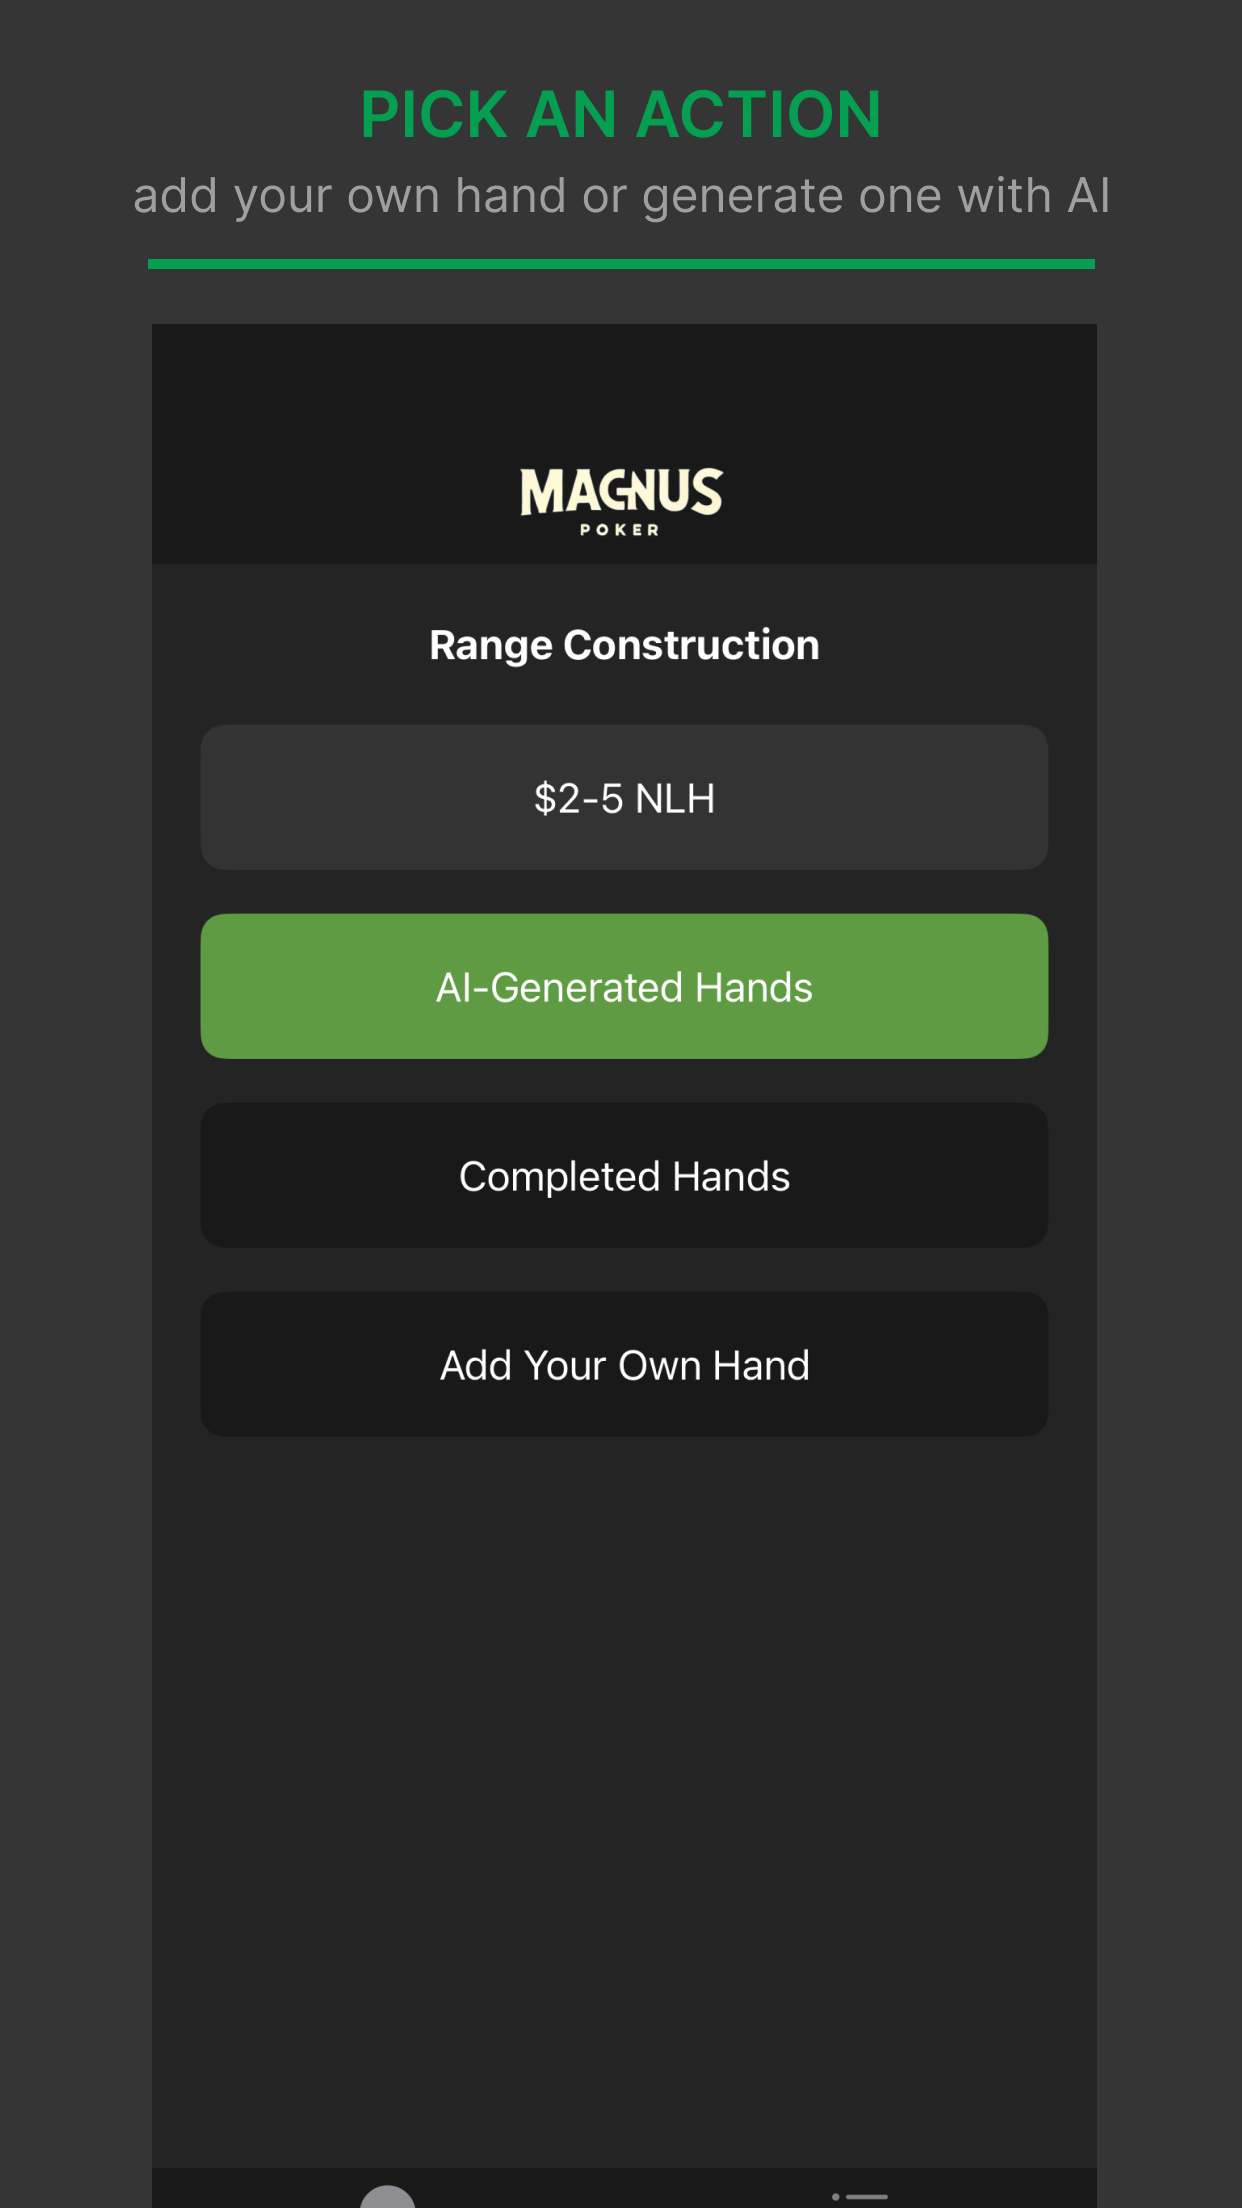 PICK AN ACTION
add your own hand or generate one with AI
MAGNUS
POKER
Range Construction
$2-5 NLH
AI-Generated Hands
Completed Hands
Add Your Own Hand